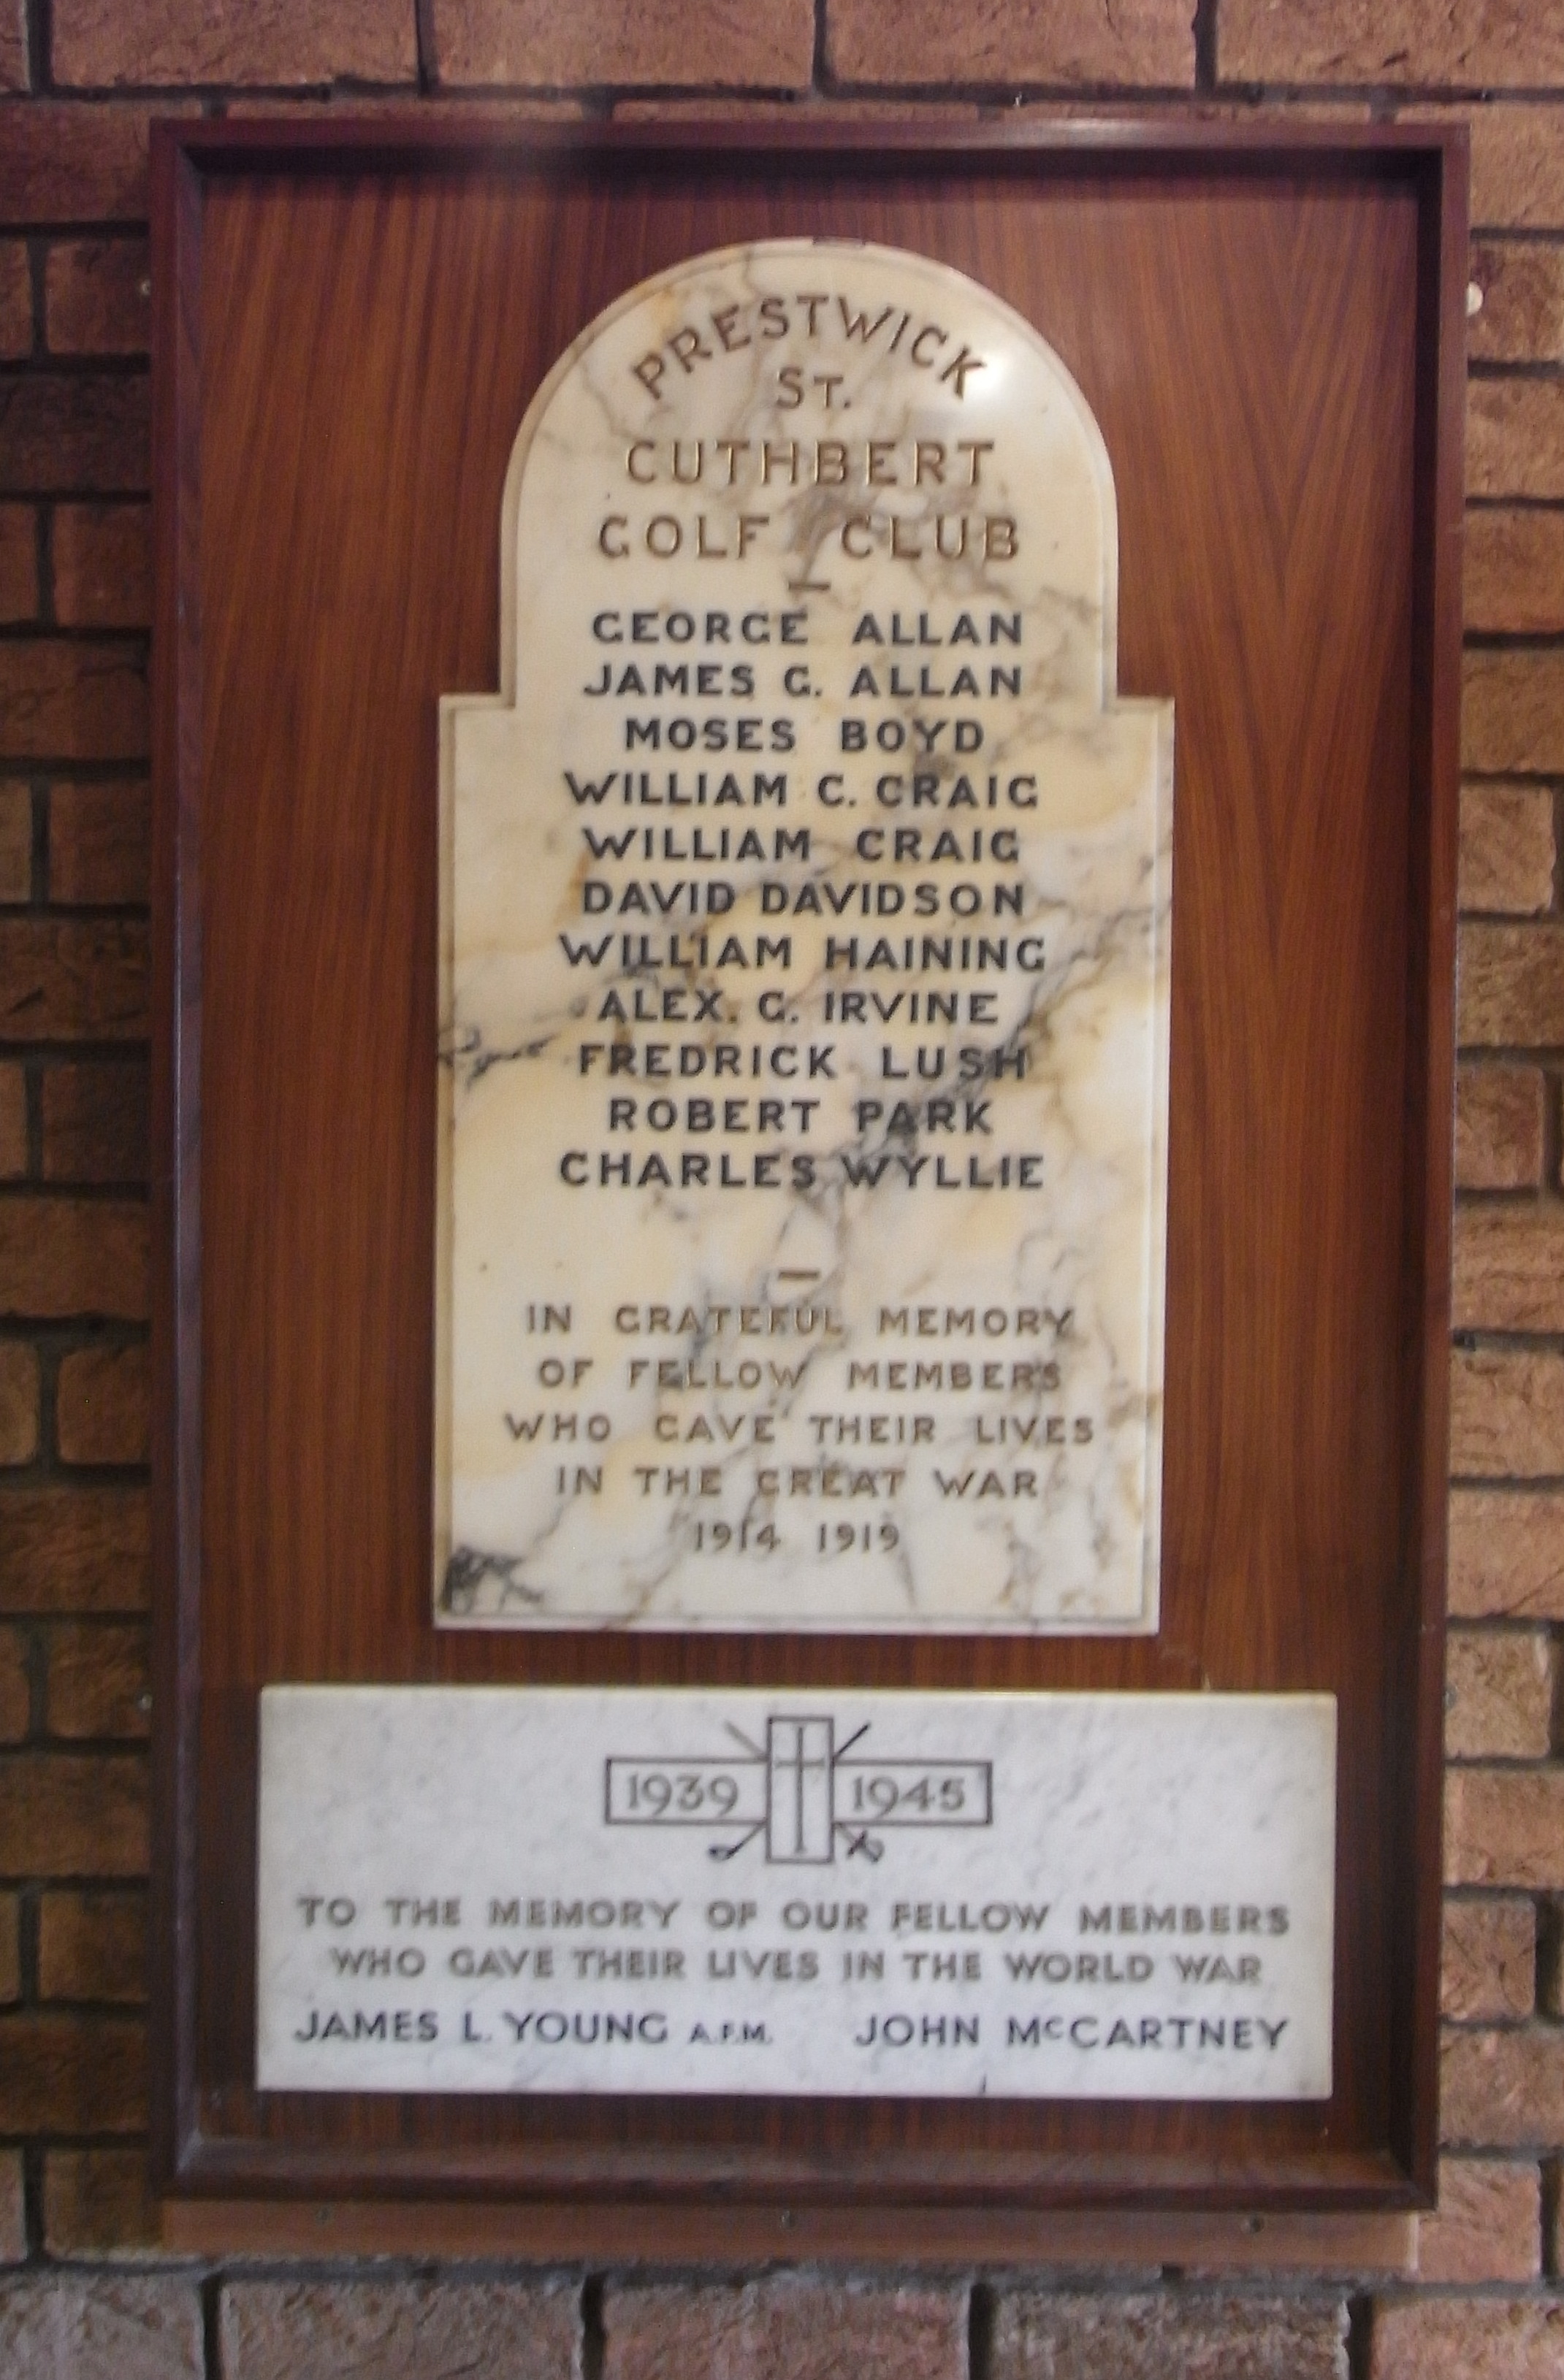 PRESTWICK
ST.
CUTHBERT
GOLF CLUB
GEORGE ALLAN
JAMES G. ALLAN
MOSES BOYD
WILLIAM C. CRAIG
WILLIAM CRAIG
DAVID DAVIDSON
WILLIAM HAINING
ALEX. G. IRVINE
FREDRICK LUSH
ROBERT PARK
CHARLES WYLLIE
IN GRATEFUL MEMORY
OF FELLOW MEMBERS
WHO GAVE THEIR LIVES
IN THE GREAT WAR
1914 1919
1939 1945
TO THE MEMORY OF OUR FELLOW MEMBERS
WHO GAVE THEIR LIVES IN THE WORLD WAR
JAMES L. YOUNG A.F.M. JOHN McCARTNEY